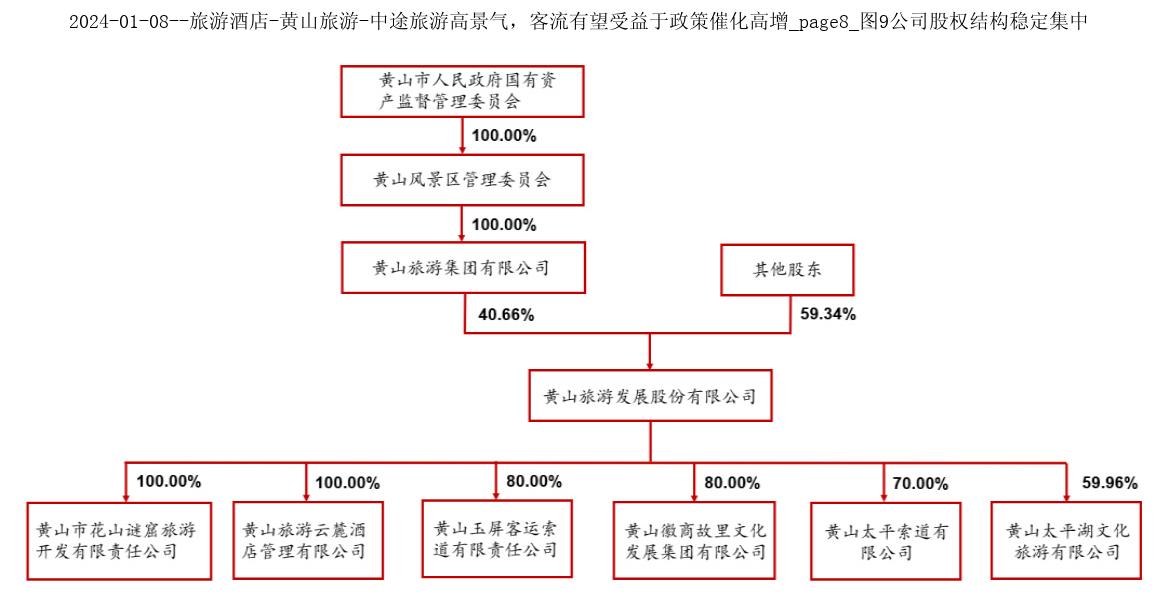 2024-01-08--旅游酒店-黄山旅游-中途旅游高景气，客流有望受益于政策催化高增_page8_图9公司股权结构稳定集中
黄山市人民政府国有资
产监督管理委员会
100.00%
黄山风景区管理委员会
100.00%
黄山旅游集团有限公司
其他股东
40.66%
59.34%
黄山旅游发展股份有限公司
100.00%
100.00%
80.00%
80.00%
70.00%
59.96%
黄山市花山谜窟旅游
开发有限责任公司
黄山旅游云麓酒
店管理有限公司
黄山玉屏客运索
道有限责任公司
黄山徽商故里文化
发展集团有限公司
黄山太平索道有
限公司
黄山太平湖文化
旅游有限公司